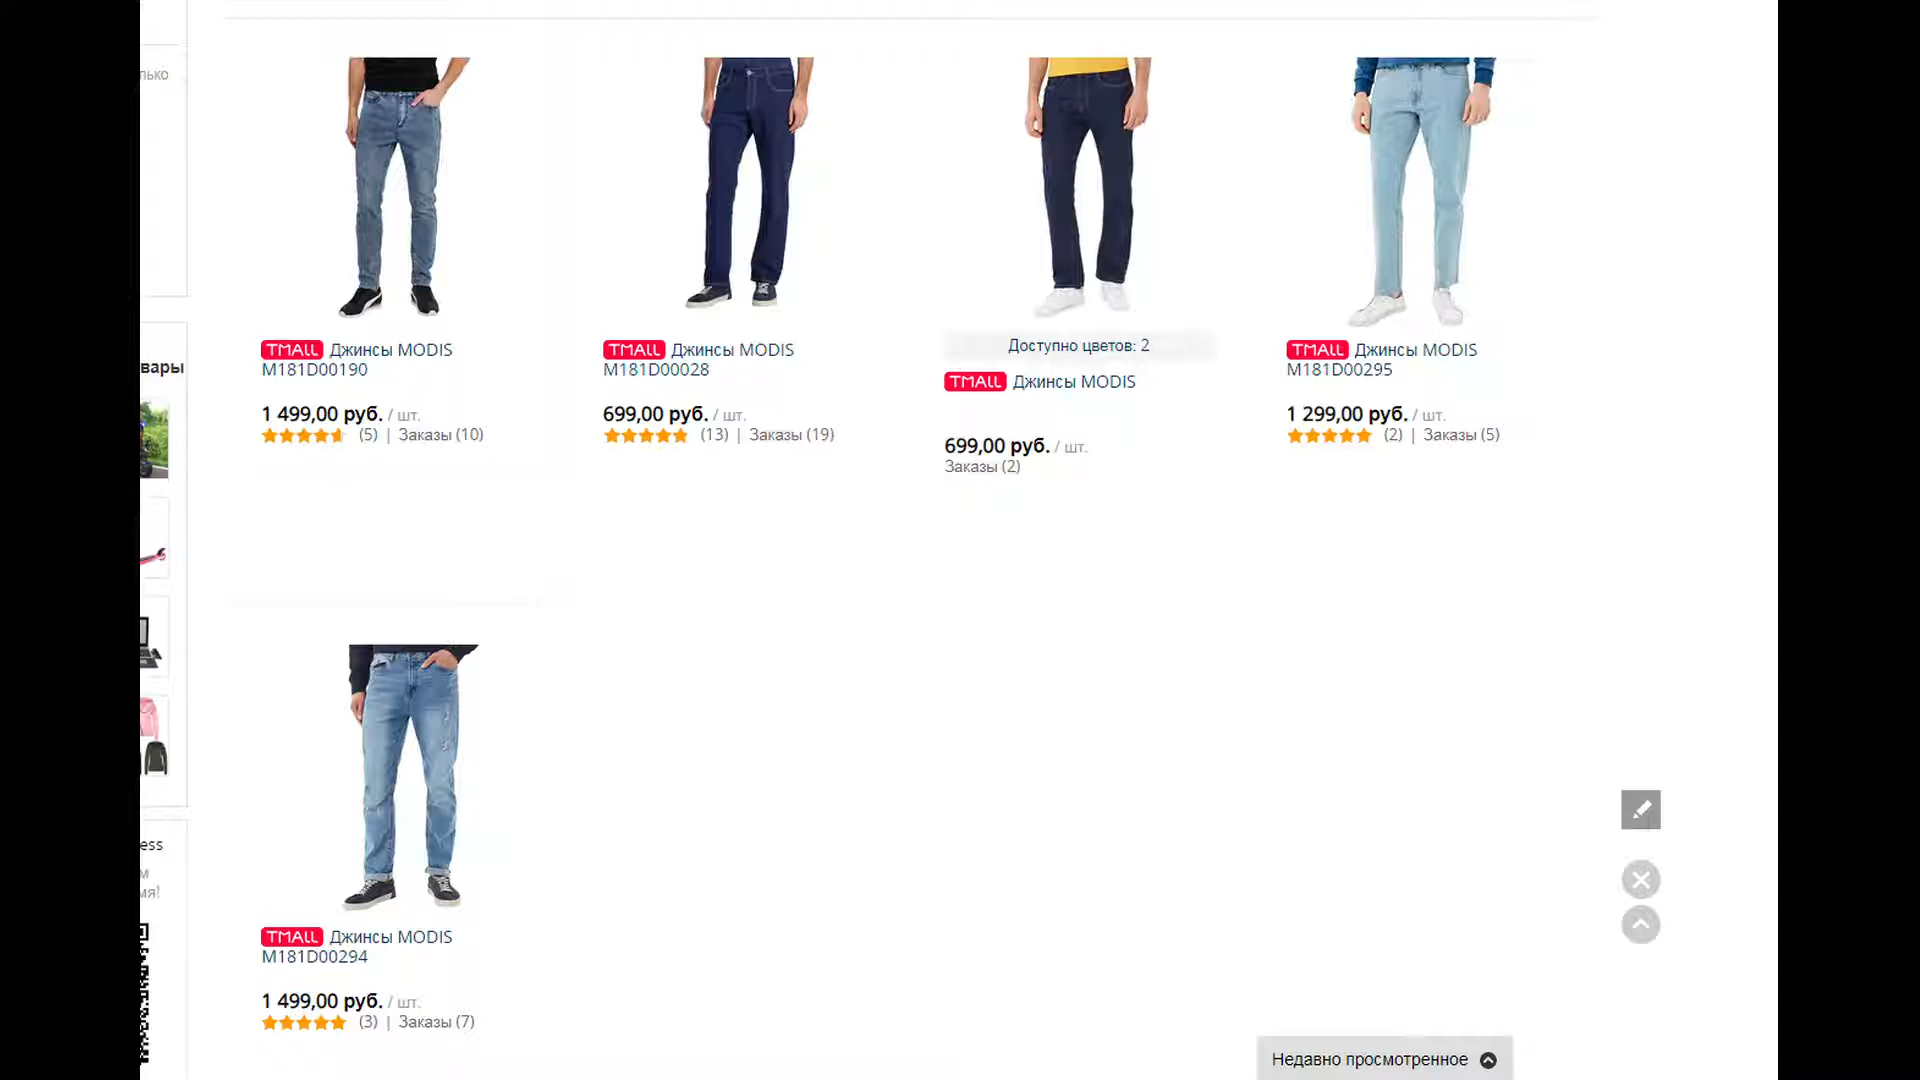 лько
TMALL Джинсы MODIS
M181D00190
1 499,00 руб. / шт.
(5) | Заказы (10)
TMALL Джинсы MODIS
M181D00028
699,00 руб. / шт.
(13) | Заказы (19)
Доступно цветов: 2
TMALL Джинсы MODIS
699,00 руб. / шт.
Заказы (2)
TMALL Джинсы MODIS
M181D00295
1 299,00 руб. / шт.
(2) | Заказы (5)
вары
TMALL Джинсы MODIS
M181D00294
1 499,00 руб. / шт.
(3) | Заказы (7)
ess
м
мя!
Недавно просмотренное